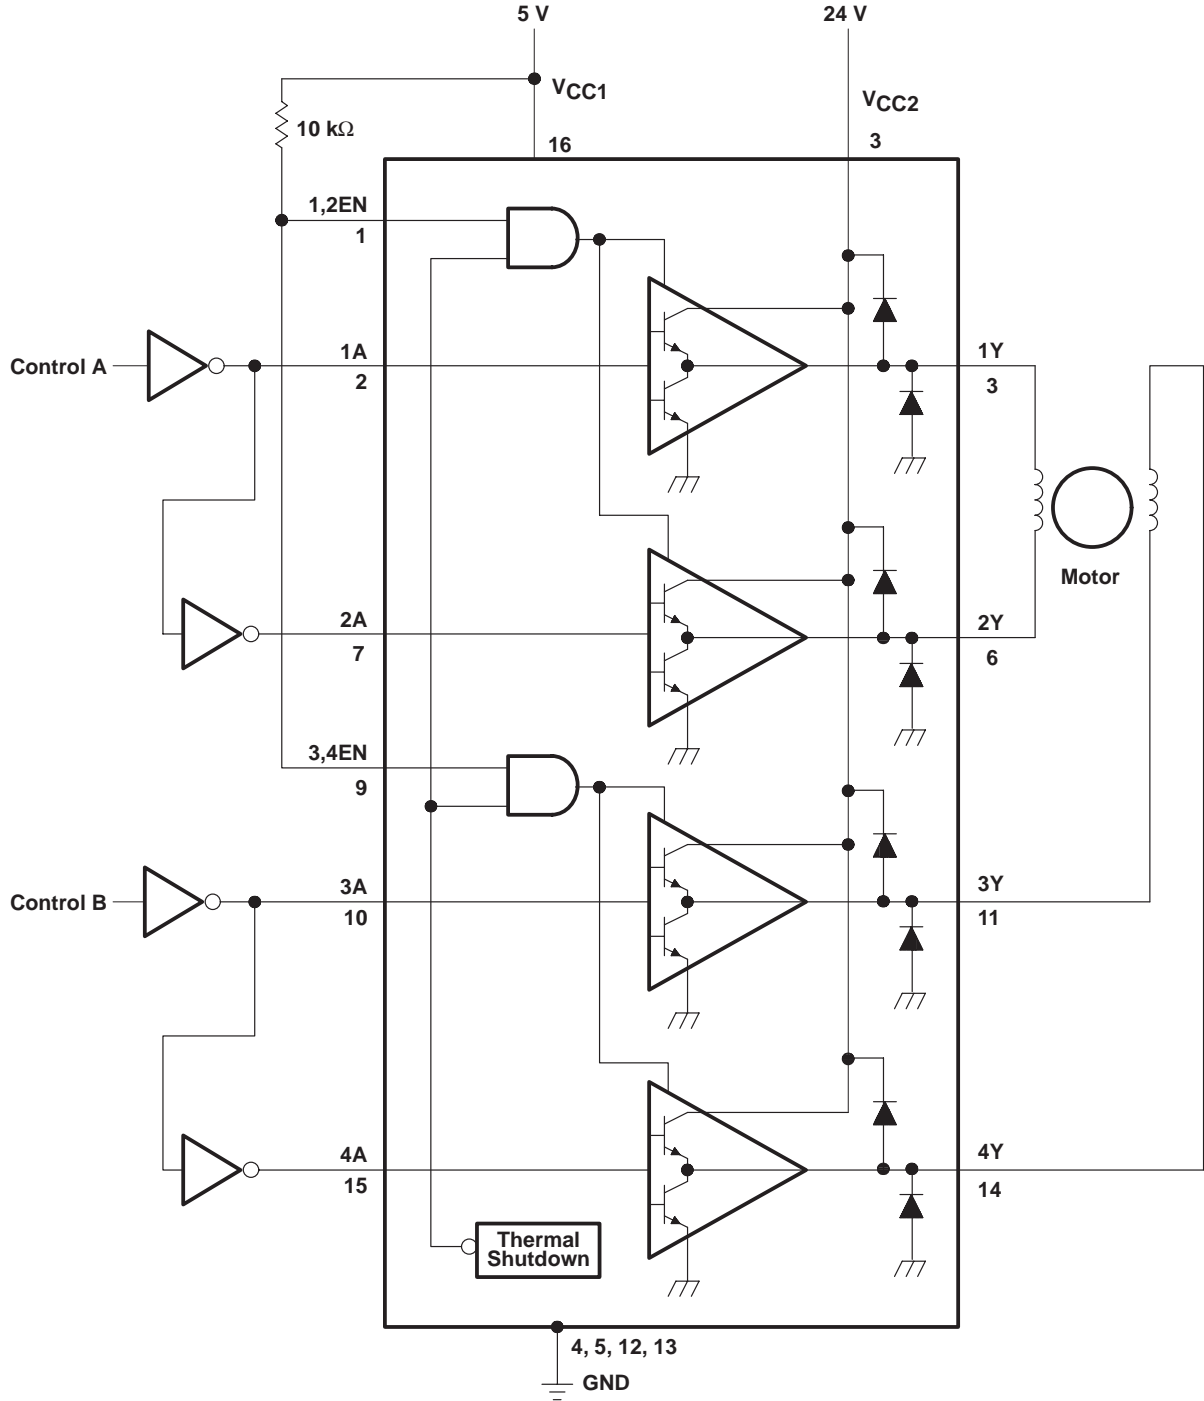 5 V
24 V
VCC1
VCC2
10 kΩ
16
3
1,2EN
1
Control A
1A
2
1Y
3
Motor
2A
7
2Y
6
3,4EN
9
Control B
3A
10
3Y
11
4A
15
4Y
14
Thermal
Shutdown
4, 5, 12, 13
GND